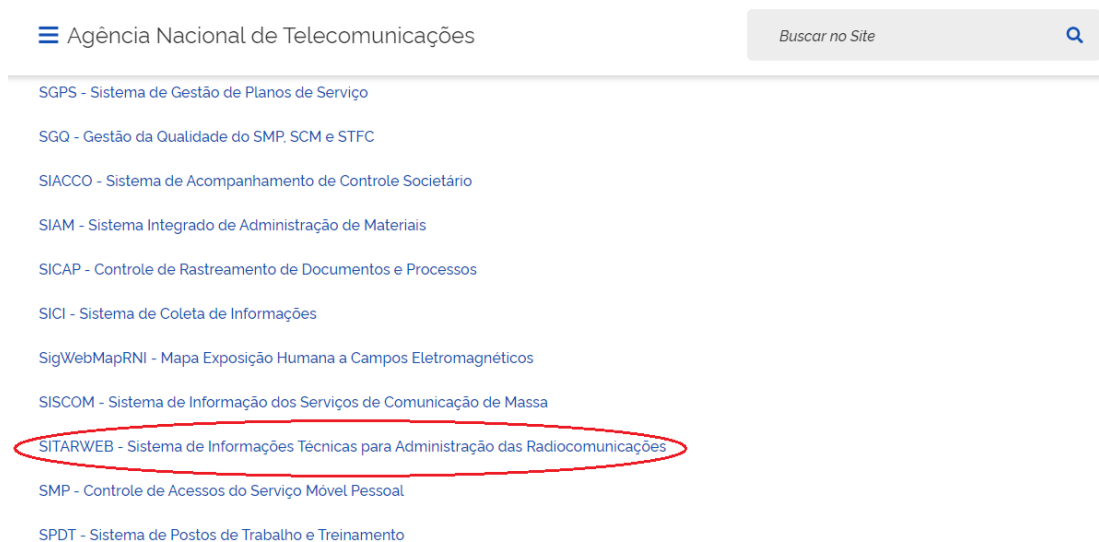 Agência Nacional de Telecomunicações
Buscar no Site
SGPS - Sistema de Gestão de Planos de Serviço
SGQ - Gestão da Qualidade do SMP, SCM e STFC
SIACCO - Sistema de Acompanhamento de Controle Societário
SIAM - Sistema Integrado de Administração de Materiais
SICAP - Controle de Rastreamento de Documentos e Processos
SICI - Sistema de Coleta de Informações
SigWebMapRNI - Mapa Exposição Humana a Campos Eletromagnéticos
SISCOM - Sistema de Informação dos Serviços de Comunicação de Massa
SITARWEB - Sistema de Informações Técnicas para Administração das Radiocomunicações
SMP - Controle de Acessos do Serviço Móvel Pessoal
SPDT - Sistema de Postos de Trabalho e Treinamento